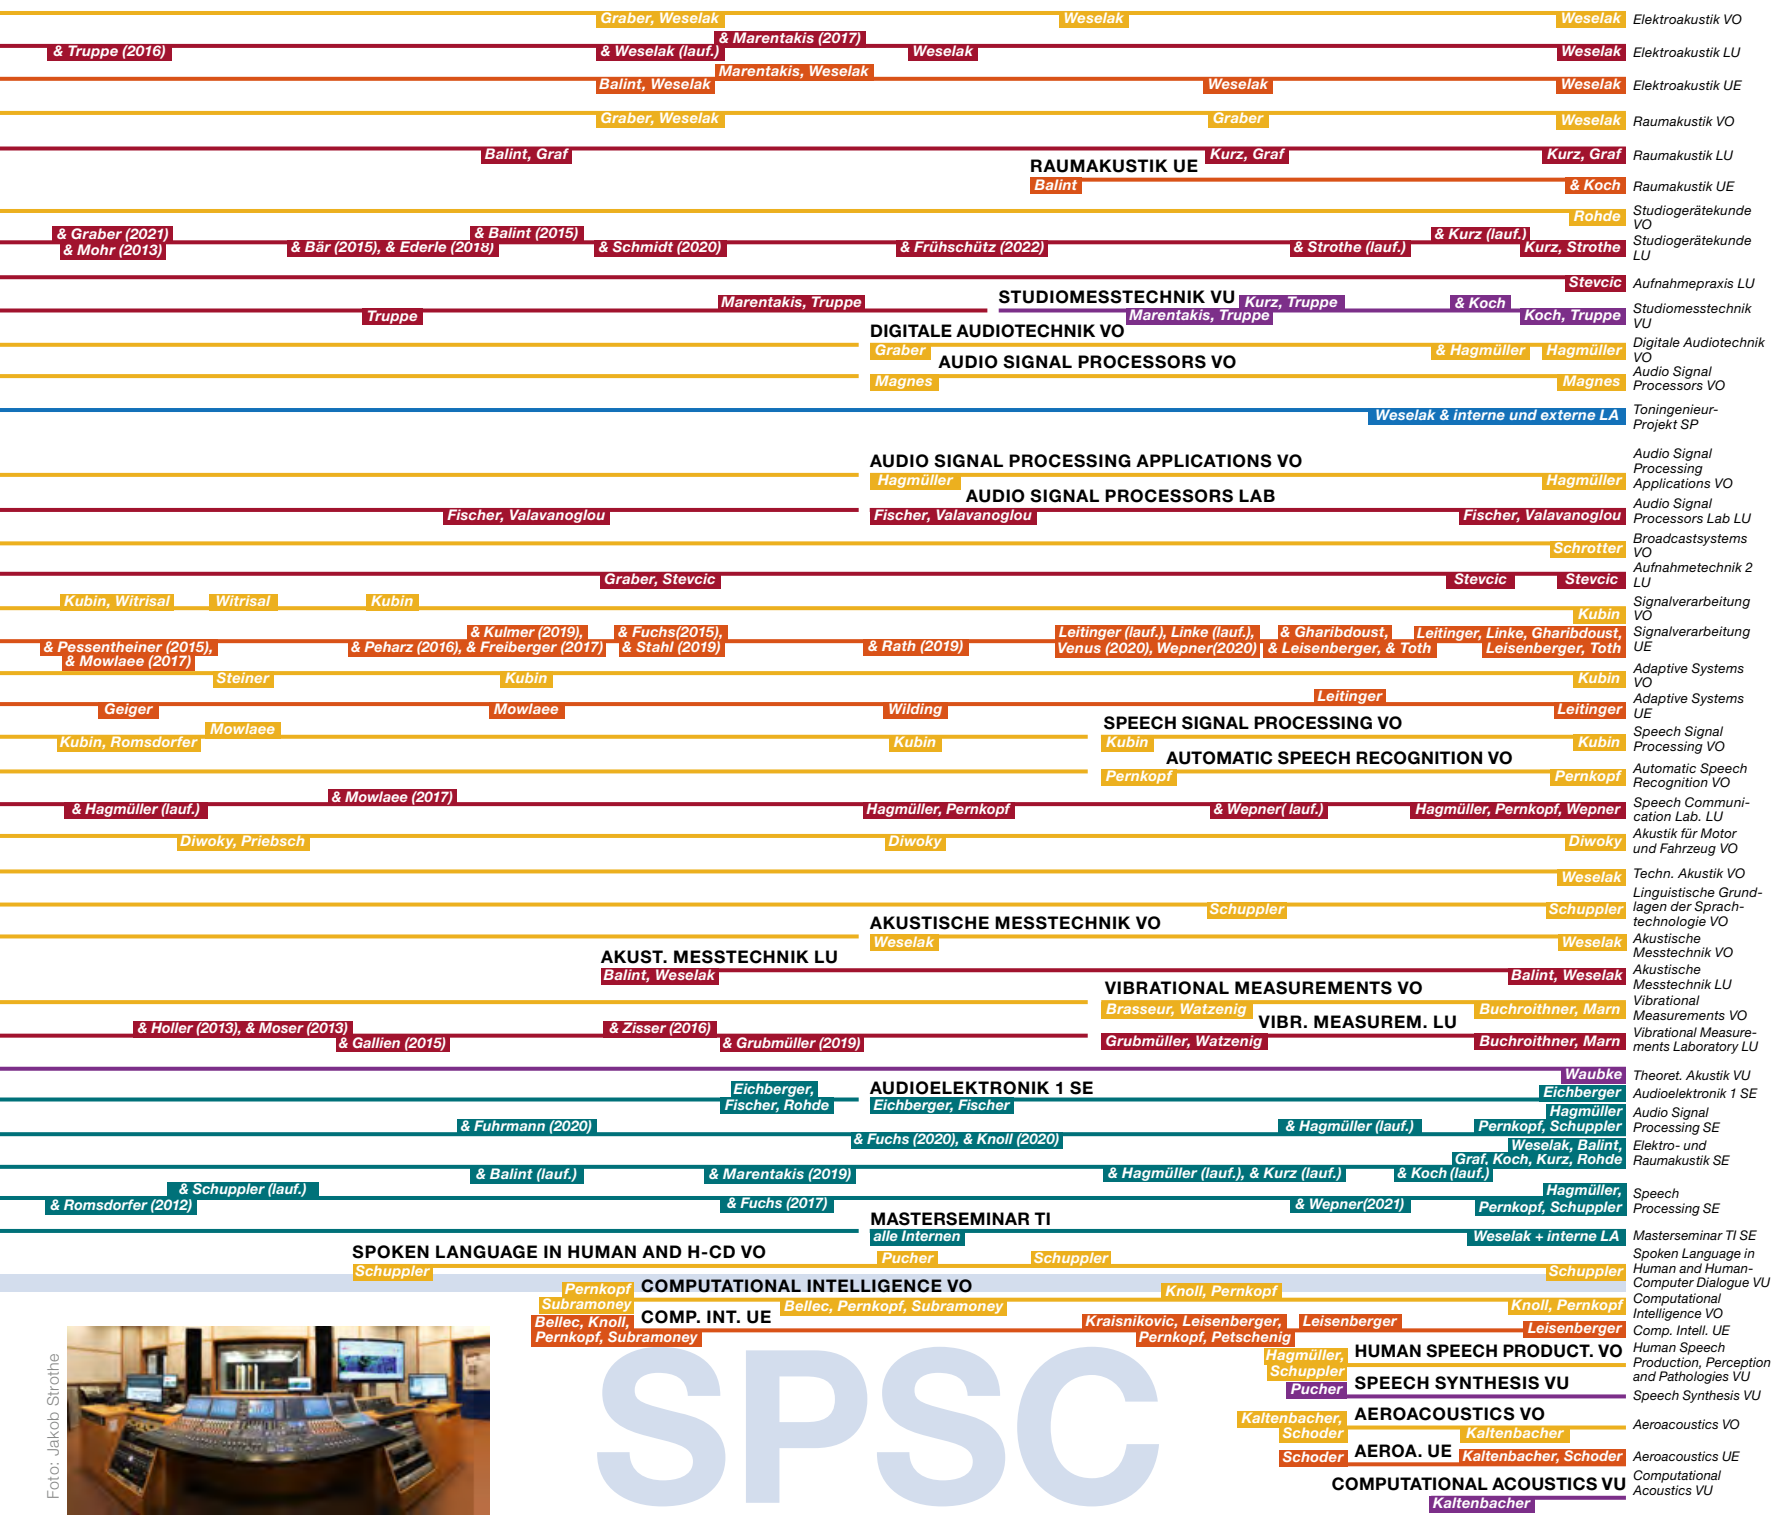 Graber, Weselak
Weselak
Weselak
Elektroakustik VO
& Marentakis (2017)
& Truppe (2016)
& Weselak (lauf.)
Weselak
Weselak
Elektroakustik LU
Marentakis, Weselak
Balint, Weselak
Weselak
Weselak
Elektroakustik UE
Graber, Weselak
Graber
Weselak
Raumakustik VO
Balint, Graf
Kurz, Graf
Kurz, Graf
Raumakustik LU
RAUMAKUSTIK UE
Balint
& Koch
Raumakustik UE
Rohde
Studiogerätekunde
VO
& Graber (2021)
& Mohr (2013)
& Bär (2015), & Ederle (2018)
& Balint (2015)
& Schmidt (2020)
& Frühschütz (2022)
& Strothe (lauf.)
& Kurz (lauf.)
Kurz, Strothe
Studiogerätekunde
LU
Stevcic
Aufnahmepraxis LU
Truppe
Marentakis, Truppe
STUDIOMESSTECHNIK VU
Kurz, Truppe
Marentakis, Truppe
& Koch
Koch, Truppe
Studiomesstechnik
VU
DIGITALE AUDIOTECHNIK VO
Graber
& Hagmüller
Hagmüller
Digitale Audiotechnik
VO
AUDIO SIGNAL PROCESSORS VO
Magnes
Magnes
Audio Signal
Processors VO
Weselak & interne und externe LA
Toningenieur-
Projekt SP
AUDIO SIGNAL PROCESSING APPLICATIONS VO
Hagmüller
Hagmüller
Audio Signal
Processing
Applications VO
AUDIO SIGNAL PROCESSORS LAB
Fischer, Valavanoglou
Fischer, Valavanoglou
Fischer, Valavanoglou
Audio Signal
Processors Lab LU
Schrotter
Broadcastsystems
VO
Graber, Stevcic
Stevcic
Stevcic
Aufnahmetechnik 2
LU
Kubin, Witrisal
Witrisal
Kubin
Kubin
Signalverarbeitung
VO
& Pessentheiner (2015),
& Mowlaee (2017)
& Kulmer (2019),
& Peharz (2016), & Freiberger (2017)
& Fuchs(2015),
& Stahl (2019)
& Rath (2019)
Leitinger (lauf.), Linke (lauf.),
Venus (2020), Wepner(2020)
& Gharibdoust,
& Leisenberger, & Toth
Leitinger, Linke, Gharibdoust,
Leisenberger, Toth
Signalverarbeitung
UE
Steiner
Kubin
Kubin
Adaptive Systems
VO
Geiger
Mowlaee
Wilding
Leitinger
Leitinger
Adaptive Systems
UE
Kubin, Romsdorfer
Mowlaee
Kubin
SPEECH SIGNAL PROCESSING VO
Kubin
Kubin
Speech Signal
Processing VO
AUTOMATIC SPEECH RECOGNITION VO
Pernkopf
Pernkopf
Automatic Speech
Recognition VO
& Hagmüller (lauf.)
& Mowlaee (2017)
Hagmüller, Pernkopf
& Wepner( lauf.)
Hagmüller, Pernkopf, Wepner
Speech Communi-
cation Lab. LU
Diwoky, Priebsch
Diwoky
Diwoky
Akustik für Motor
und Fahrzeug VO
Weselak
Techn. Akustik VO
Schuppler
Schuppler
Linguistische Grund-
lagen der Sprach-
technologie VO
AKUSTISCHE MESSTECHNIK VO
Weselak
Weselak
Akustische
Messtechnik VO
AKUST. MESSTECHNIK LU
Balint, Weselak
Balint, Weselak
Akustische
Messtechnik LU
VIBRATIONAL MEASUREMENTS VO
Brasseur, Watzenig
Buchroithner, Marn
Vibrational
Measurements VO
& Holler (2013), & Moser (2013)
& Gallien (2015)
& Zisser (2016)
& Grubmüller (2019)
VIBR. MEASUREM. LU
Grubmüller, Watzenig
Buchroithner, Marn
Vibrational Measure-
ments Laboratory LU
Waubke
Theoret. Akustik VU
Eichberger,
Fischer, Rohde
AUDIOELEKTRONIK 1 SE
Eichberger, Fischer
Eichberger
Audioelektronik 1 SE
& Fuhrmann (2020)
& Fuchs (2020), & Knoll (2020)
& Hagmüller (lauf.)
Hagmüller
Pernkopf, Schuppler
Audio Signal
Processing SE
& Balint (lauf.)
& Marentakis (2019)
& Hagmüller (lauf.), & Kurz (lauf.)
& Koch (lauf.)
Weselak, Balint,
Graf, Koch, Kurz, Rohde
Elektro- und
Raumakustik SE
& Romsdorfer (2012)
& Schuppler (lauf.)
& Fuchs (2017)
& Wepner(2021)
Hagmüller,
Pernkopf, Schuppler
Speech
Processing SE
MASTERSEMINAR TI
alle Internen
Weselak + interne LA
Masterseminar TI SE
SPOKEN LANGUAGE IN HUMAN AND H-CD VO
Schuppler
Pucher
Schuppler
Schuppler
Spoken Language in
Human and Human-
Computer Dialogue VU
Pernkopf
Subramoney
COMPUTATIONAL INTELLIGENCE VO
Bellec, Pernkopf, Subramoney
Knoll, Pernkopf
Knoll, Pernkopf
Computational
Intelligence VO
Bellec, Knoll,
Pernkopf, Subramoney
COMP. INT. UE
Kraisnikovic, Leisenberger,
Pernkopf, Petschenig
Leisenberger
Leisenberger
Comp. Intell. UE
Hagmüller,
Schuppler
HUMAN SPEECH PRODUCT. VO
Human Speech
Production, Perception
and Pathologies VU
Pucher
SPEECH SYNTHESIS VU
Speech Synthesis VU
Kaltenbacher,
Schoder
AEROACOUSTICS VO
Kaltenbacher
Aeroacoustics VO
Schoder
AEROA. UE
Kaltenbacher, Schoder
Aeroacoustics UE
COMPUTATIONAL ACOUSTICS VU
Kaltenbacher
Computational
Acoustics VU
SPSC
Foto: Jakob Strothe